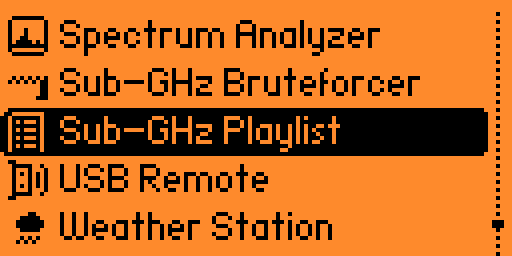 Spectrum Analyzer
Sub-GHz Bruteforcer
Sub-GHz Playlist
USB Remote
Weather Station